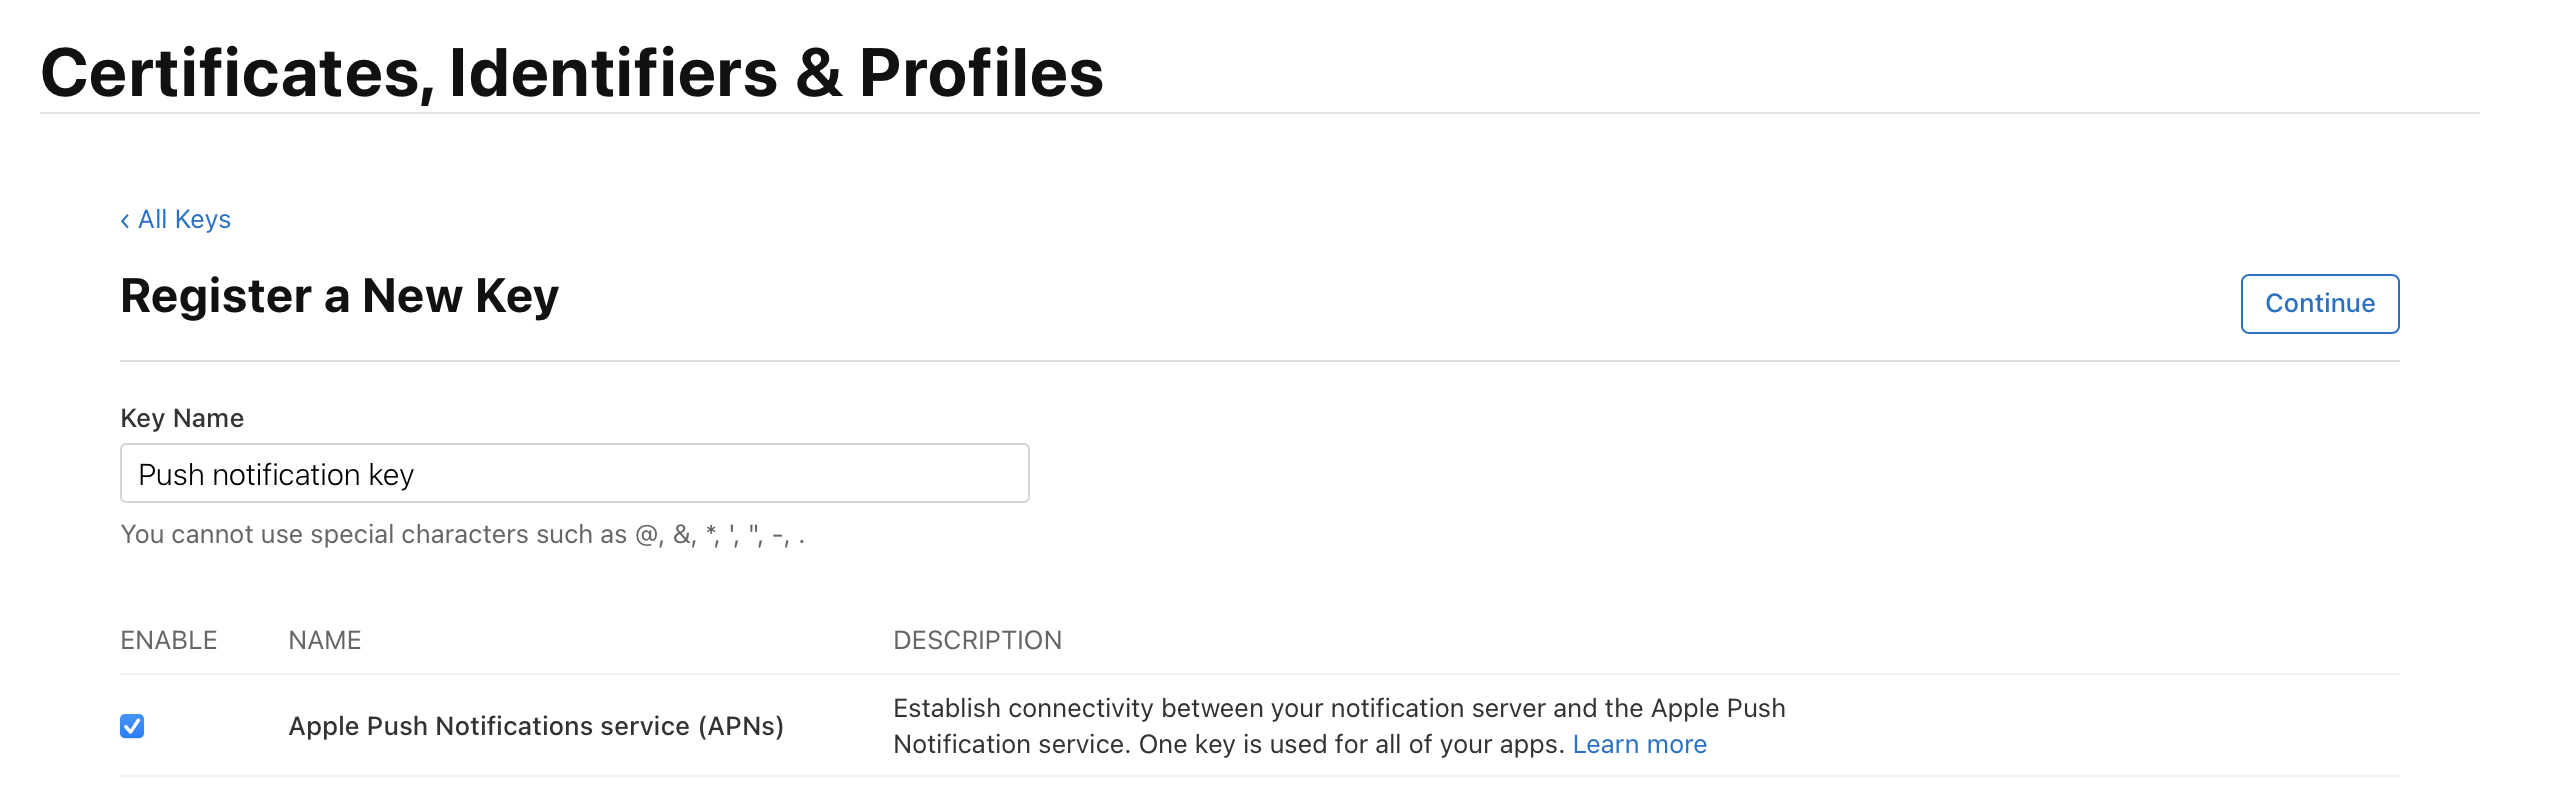 Certificates, Identifiers & Profiles
‹ All Keys
Register a New Key
Continue
Key Name
Push notification key
You cannot use special characters such as @, &, *, ', ", -, .
ENABLE NAME DESCRIPTION
Apple Push Notifications service (APNs)
Establish connectivity between your notification server and the Apple Push
Notification service. One key is used for all of your apps. Learn more